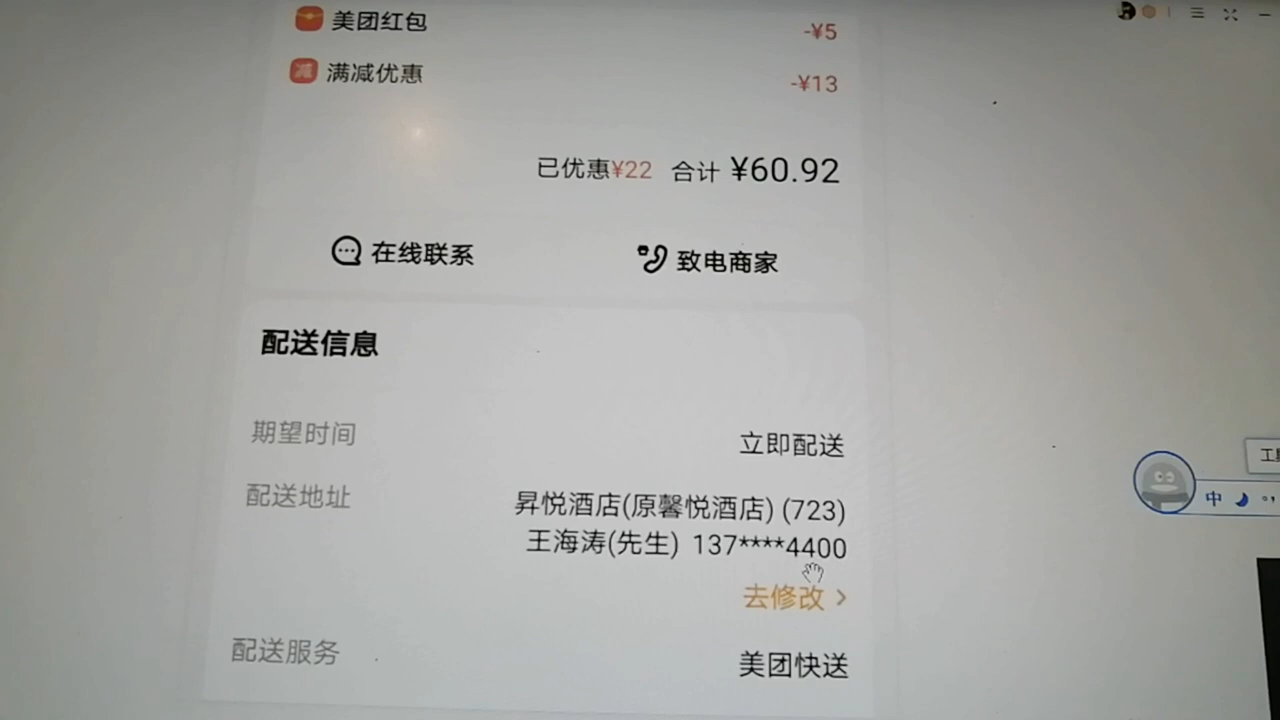 美团红包 -¥5
减 满减优惠 -¥13
已优惠¥22 合计 ¥60.92
在线联系 致电商家
配送信息
期望时间 立即配送
配送地址 昇悦酒店(原馨悦酒店) (723)
王海涛(先生) 137****4400
去修改 >
配送服务 美团快送
中